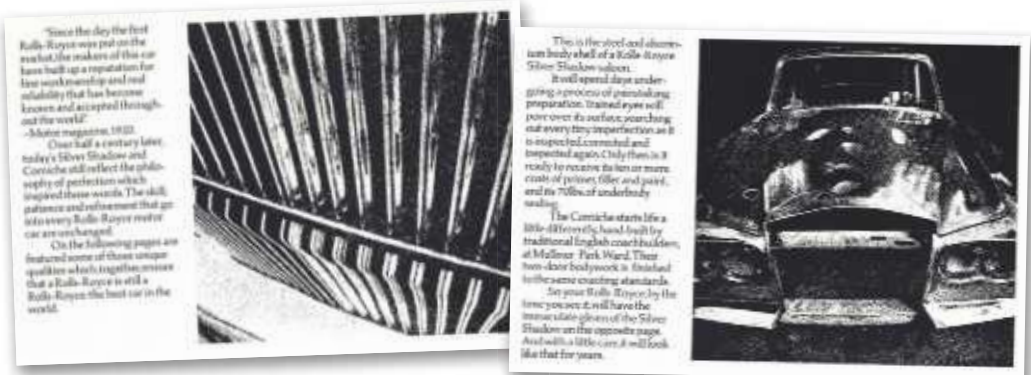 "Since the day the first
Rolls-Royce was put on the
market, the makers of this car
have built up a reputation for
fine workmanship and real
reliability that has become
known and accepted through-
out the world."
–Motor magazine, 1920.
Over half a century later,
today's Silver Shadow and
Corniche still reflect the philo-
sophy of perfection which
inspired those words. The skill,
patience and refinement that go
into every Rolls-Royce motor
car are unchanged.
On the following pages are
featured some of those unique
qualities which, together, ensure
that a Rolls-Royce is still a
Rolls-Royce: the best car in the
world.
This is the steel and alumin-
ium body shell of a Rolls-Royce
Silver Shadow saloon.
It will spend days under-
going a process of painstaking
preparation. Trained eyes will
pore over its surface, searching
out every tiny imperfection as it
is inspected, corrected and
inspected again. Only then is it
ready to receive its ten or more
coats of primer, filler and paint,
and its 70lbs. of underbody
sealing.
The Corniche starts life a
little differently, hand-built by
traditional English coachbuilders,
at Mulliner Park Ward. Their
two-door bodywork is finished
to the same exacting standards.
So your Rolls-Royce, by the
time you see it, will have the
immaculate gleam of the Silver
Shadow on the opposite page.
And with a little care, it will look
like that for years.